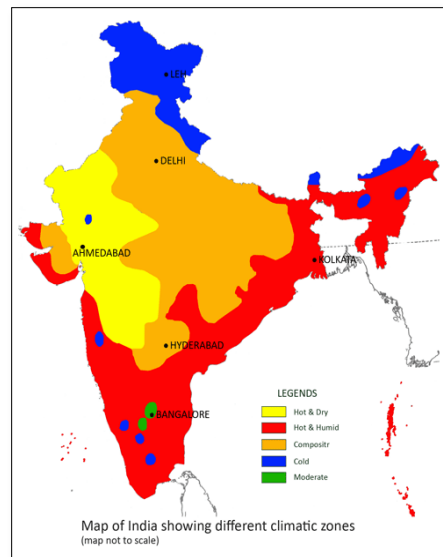 LEH
DELHI
AHMEDABAD
KOLKATA
HYDERABAD
BANGALORE
LEGENDS
Hot & Dry
Hot & Humid
Compositr
Cold
Moderate
Map of India showing different climatic zones
(map not to scale)